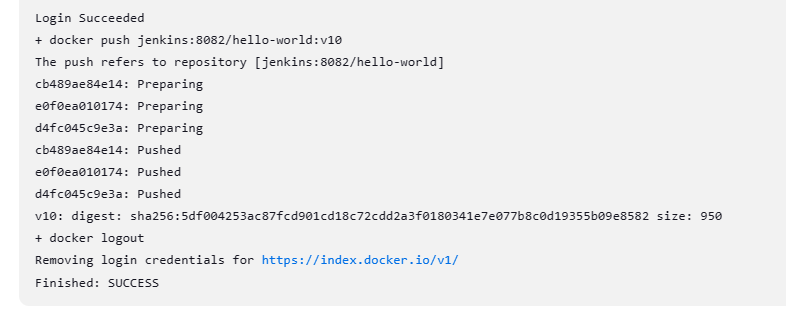 Login Succeeded
+ docker push jenkins:8082/hello-world:v10
The push refers to repository [jenkins:8082/hello-world]
cb489ae84e14: Preparing
e0f0ea010174: Preparing
d4fc045c9e3a: Preparing
cb489ae84e14: Pushed
e0f0ea010174: Pushed
d4fc045c9e3a: Pushed
v10: digest: sha256:5df004253ac87fcd901cd18c72cdd2a3f0180341e7e077b8c0d19355b09e8582 size: 950
+ docker logout
Removing login credentials for https://index.docker.io/v1/
Finished: SUCCESS